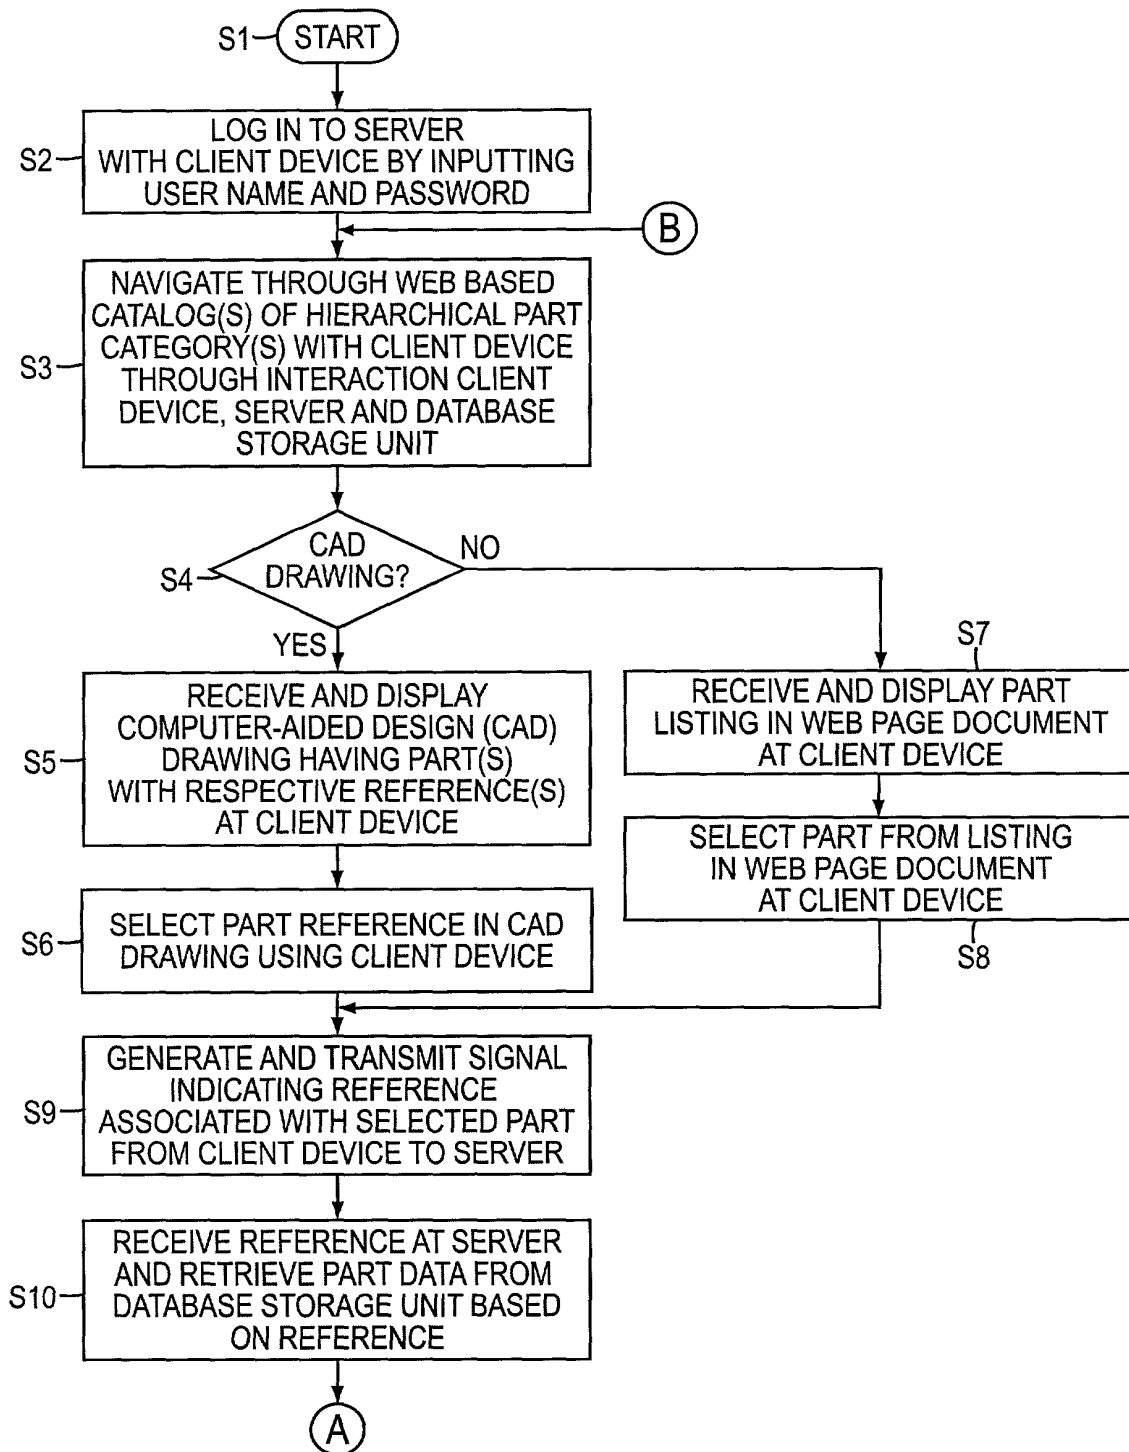 S1
START
S2
LOG IN TO SERVER
WITH CLIENT DEVICE BY INPUTTING
USER NAME AND PASSWORD
B
S3
NAVIGATE THROUGH WEB BASED
CATALOG(S) OF HIERARCHICAL PART
CATEGORY(S) WITH CLIENT DEVICE
THROUGH INTERACTION CLIENT
DEVICE, SERVER AND DATABASE
STORAGE UNIT
S4
CAD
DRAWING?
NO
YES
S5
RECEIVE AND DISPLAY
COMPUTER-AIDED DESIGN (CAD)
DRAWING HAVING PART(S)
WITH RESPECTIVE REFERENCE(S)
AT CLIENT DEVICE
S6
SELECT PART REFERENCE IN CAD
DRAWING USING CLIENT DEVICE
S7
RECEIVE AND DISPLAY PART
LISTING IN WEB PAGE DOCUMENT
AT CLIENT DEVICE
SELECT PART FROM LISTING
IN WEB PAGE DOCUMENT
AT CLIENT DEVICE
S8
S9
GENERATE AND TRANSMIT SIGNAL
INDICATING REFERENCE
ASSOCIATED WITH SELECTED PART
FROM CLIENT DEVICE TO SERVER
S10
RECEIVE REFERENCE AT SERVER
AND RETRIEVE PART DATA FROM
DATABASE STORAGE UNIT BASED
ON REFERENCE
A